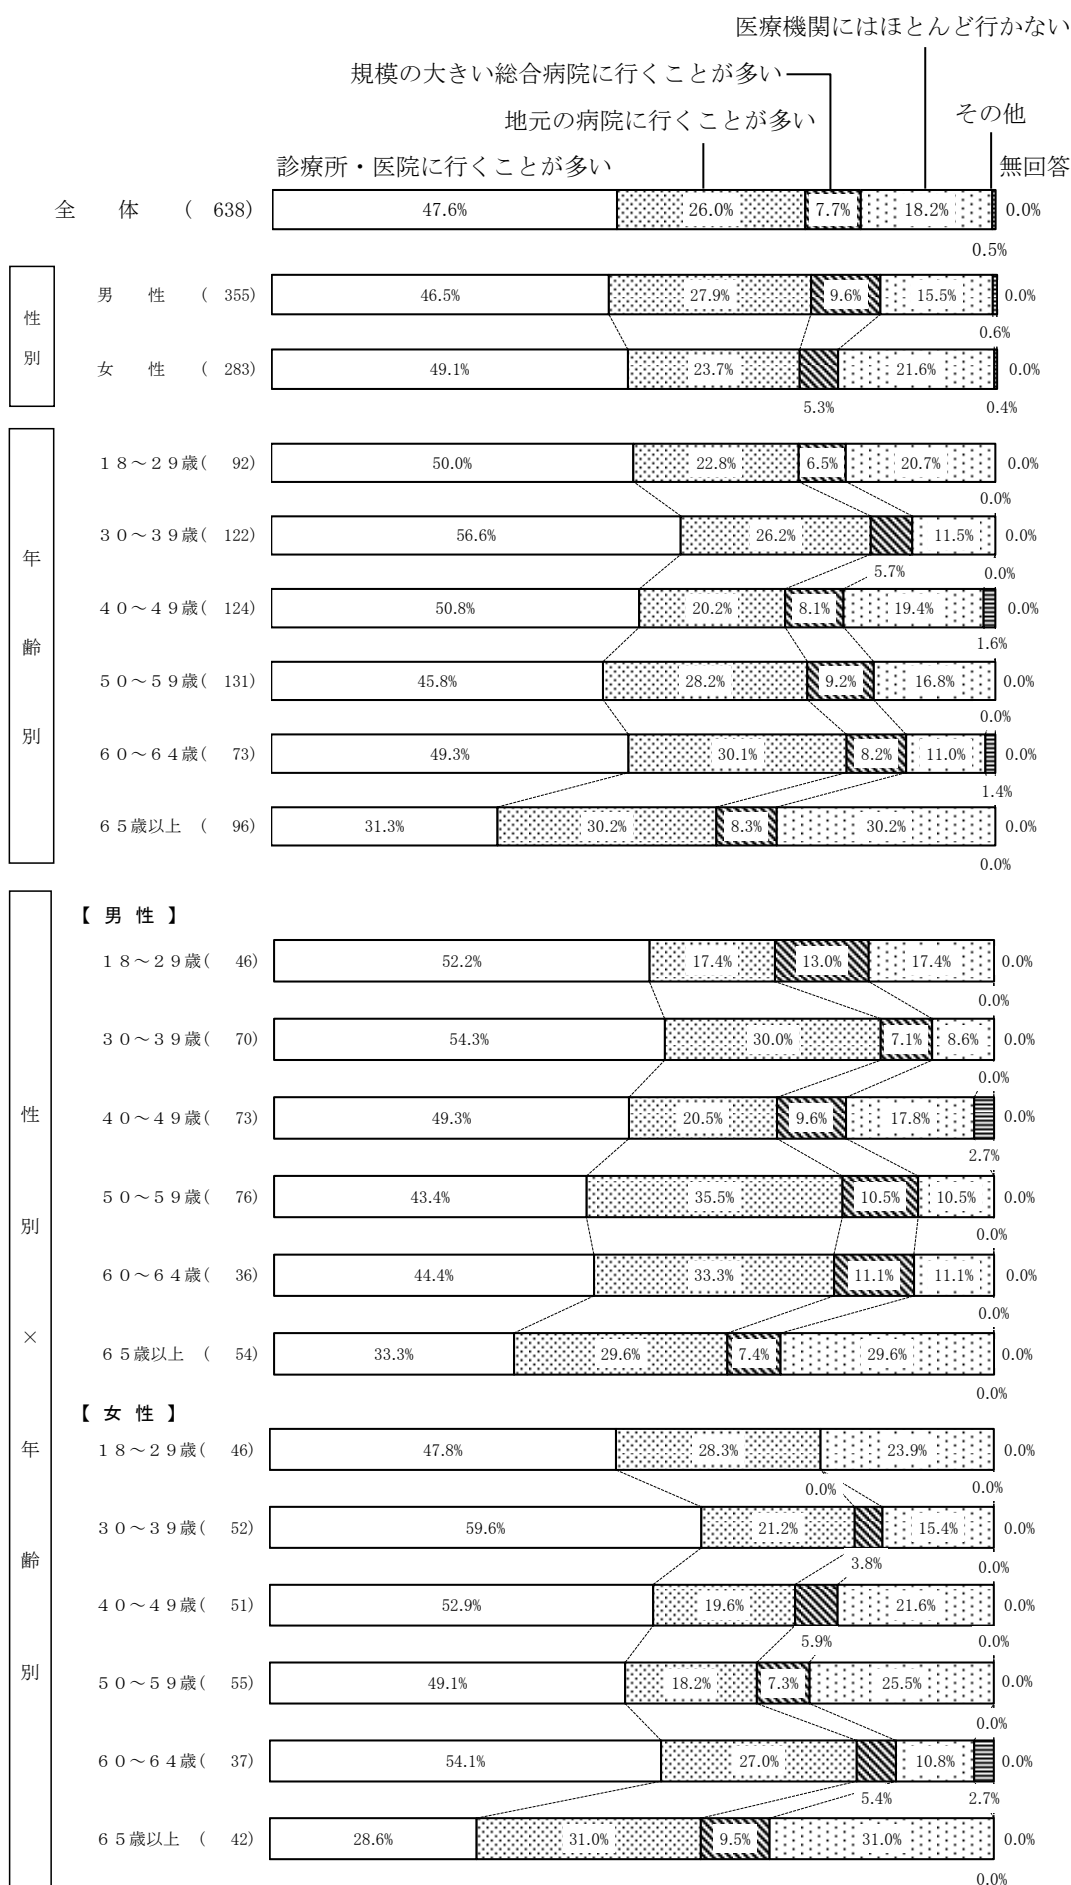 医療機関にはほとんど行かない
規模の大きい総合病院に行くことが多い
地元の病院に行くことが多い
その他
診療所・医院に行くことが多い
無回答
全 体 ( 638) 47.6% 26.0% 7.7% 18.2% 0.0%
0.5%
性別
男 性 ( 355) 46.5% 27.9% 9.6% 15.5% 0.0%
0.6%
女 性 ( 283) 49.1% 23.7% 21.6% 0.0%
5.3% 0.4%
年齢別
18～29歳( 92) 50.0% 22.8% 6.5% 20.7% 0.0%
0.0%
30～39歳( 122) 56.6% 26.2% 11.5% 0.0%
5.7% 0.0%
40～49歳( 124) 50.8% 20.2% 8.1% 19.4% 0.0%
1.6%
50～59歳( 131) 45.8% 28.2% 9.2% 16.8% 0.0%
0.0%
60～64歳( 73) 49.3% 30.1% 8.2% 11.0% 0.0%
1.4%
65歳以上 ( 96) 31.3% 30.2% 8.3% 30.2% 0.0%
0.0%
性別×年齢別
【 男 性 】
18～29歳( 46) 52.2% 17.4% 13.0% 17.4% 0.0%
0.0%
30～39歳( 70) 54.3% 30.0% 7.1% 8.6% 0.0%
0.0%
40～49歳( 73) 49.3% 20.5% 9.6% 17.8% 0.0%
2.7%
50～59歳( 76) 43.4% 35.5% 10.5% 10.5% 0.0%
0.0%
60～64歳( 36) 44.4% 33.3% 11.1% 11.1% 0.0%
0.0%
65歳以上 ( 54) 33.3% 29.6% 7.4% 29.6% 0.0%
0.0%
【 女 性 】
18～29歳( 46) 47.8% 28.3% 23.9% 0.0%
0.0% 0.0%
30～39歳( 52) 59.6% 21.2% 15.4% 0.0%
3.8% 0.0%
40～49歳( 51) 52.9% 19.6% 21.6% 0.0%
5.9% 0.0%
50～59歳( 55) 49.1% 18.2% 7.3% 25.5% 0.0%
0.0%
60～64歳( 37) 54.1% 27.0% 10.8% 0.0%
5.4% 2.7%
65歳以上 ( 42) 28.6% 31.0% 9.5% 31.0% 0.0%
0.0%